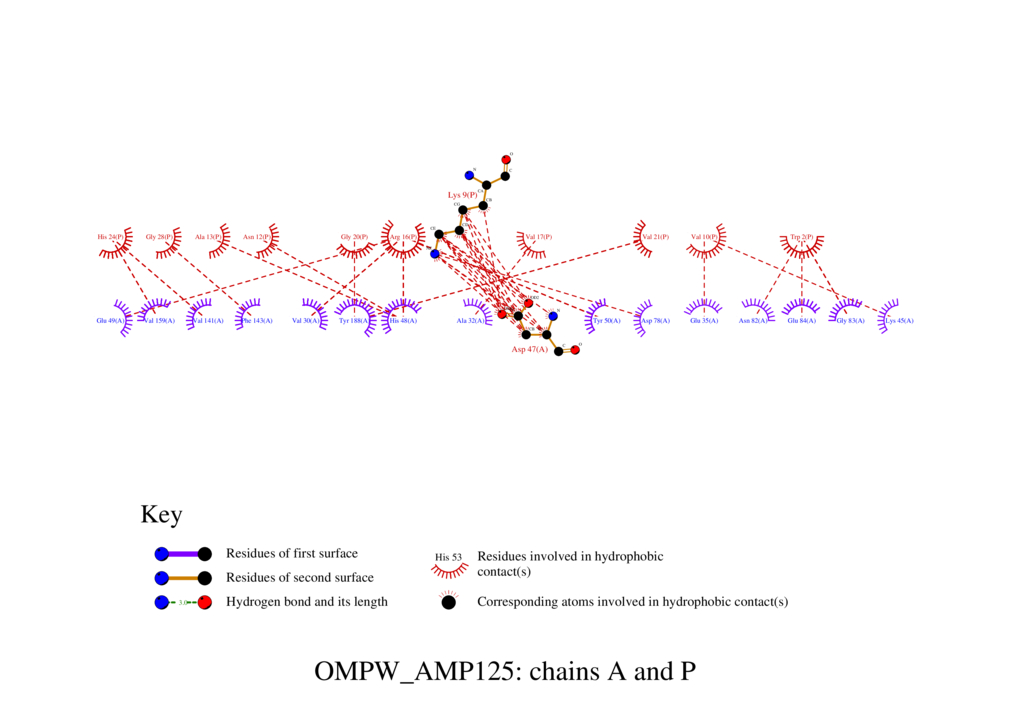 Lys 9(P)
His 24(P) Gly 28(P) Ala 13(P) Asn 12(P) Gly 20(P) Arg 16(P) Val 17(P) Val 21(P) Val 10(P) Trp 2(P)
Glu 49(A) Val 159(A) Val 141(A) Phe 143(A) Val 30(A) Tyr 188(A) His 48(A) Ala 32(A) Tyr 50(A) Asp 78(A) Glu 35(A) Asn 82(A) Glu 84(A) Gly 83(A) Lys 45(A)
Asp 47(A)
Key
Residues of first surface
Residues of second surface
3.0
Hydrogen bond and its length
His 53
Residues involved in hydrophobic
contact(s)
Corresponding atoms involved in hydrophobic contact(s)
OMPW_AMP125: chains A and P